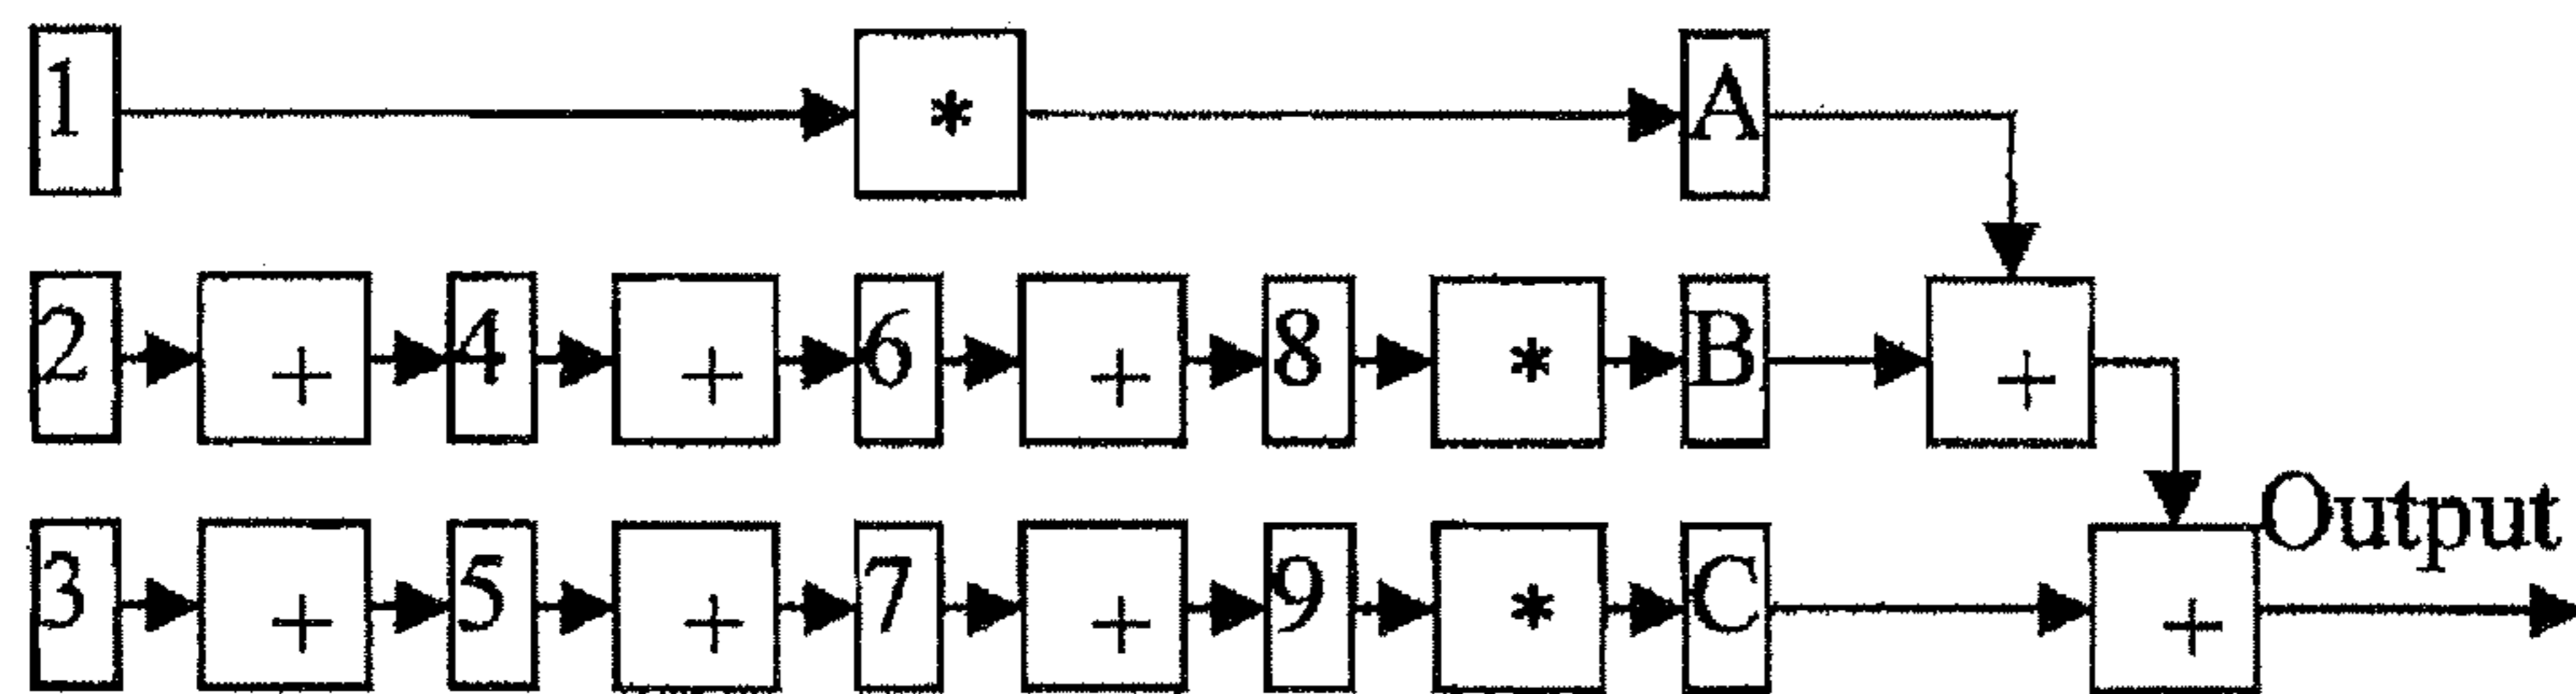 1 * A
2 + 4 + 6 + 8 * B +
Output
3 + 5 + 7 + 9 * C +